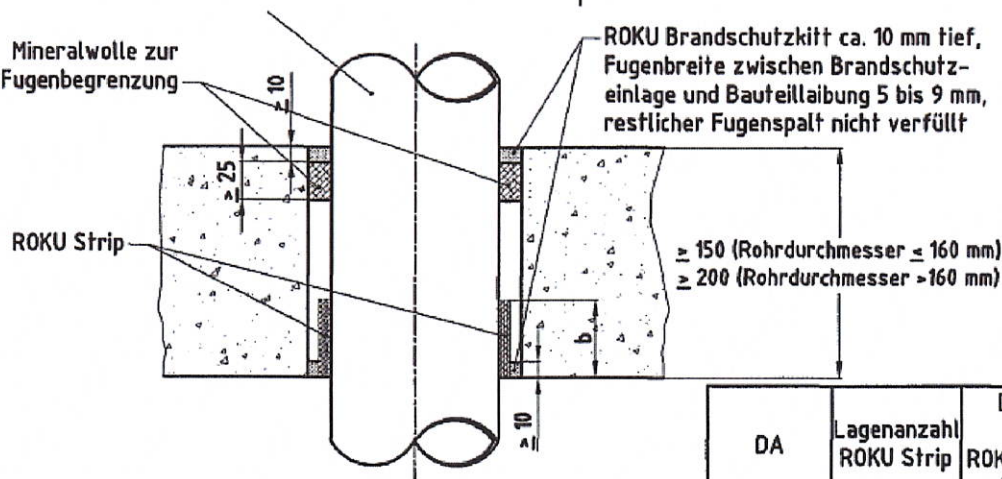 Mineralwolle zur
Fugenbegrenzung
ROKU Brandschutzkitt ca. 10 mm tief,
Fugenbreite zwischen Brandschutz-
einlage und Bauteillaibung 5 bis 9 mm,
restlicher Fugenspalt nicht verfüllt
≥ 10
≥ 25
ROKU Strip
≥ 150 (Rohrdurchmesser ≤ 160 mm)
≥ 200 (Rohrdurchmesser >160 mm)
b
≥ 10
DA
Lagenanzahl
ROKU Strip